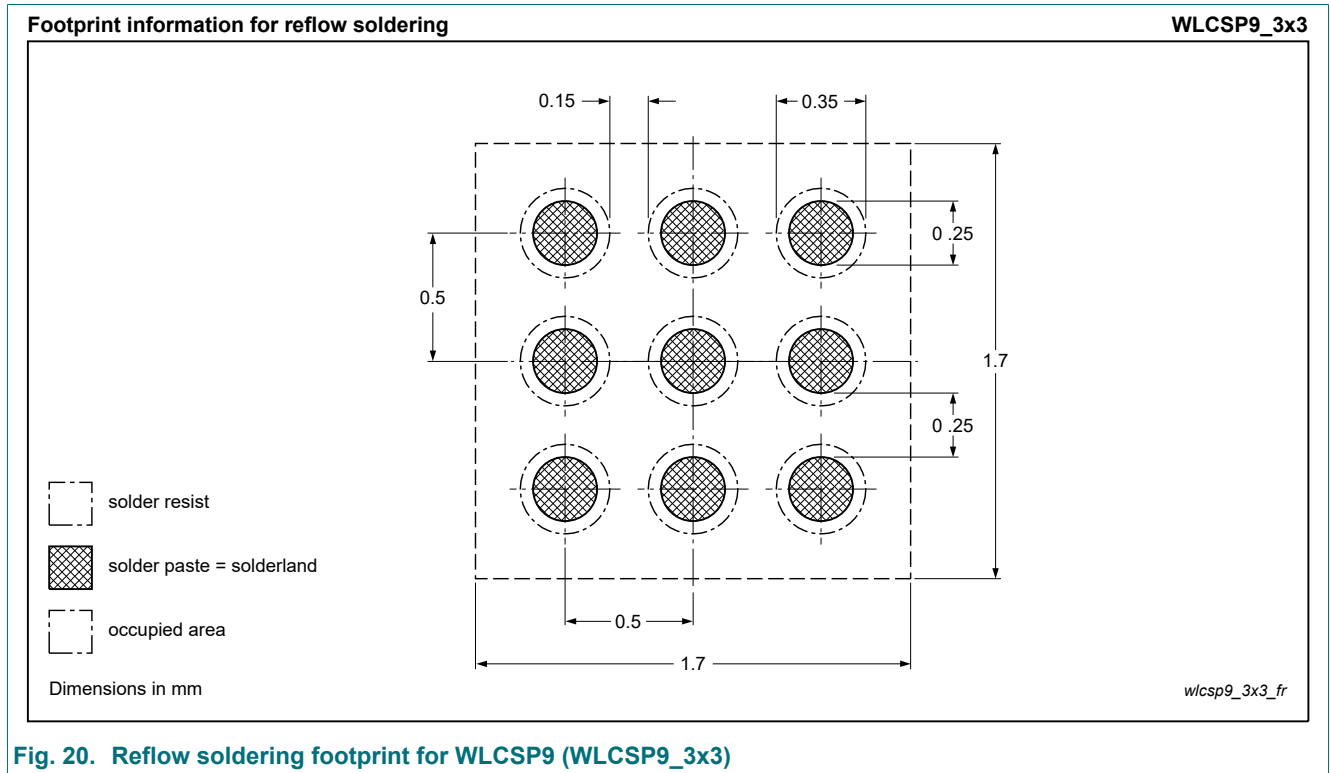 Footprint information for reflow soldering WLCSP9_3x3
0.15 0.35
0 .25
0.5
1.7
0 .25
solder resist
solder paste = solderland
occupied area
0.5
1.7
Dimensions in mm wlcsp9_3x3_fr
Fig. 20. Reflow soldering footprint for WLCSP9 (WLCSP9_3x3)